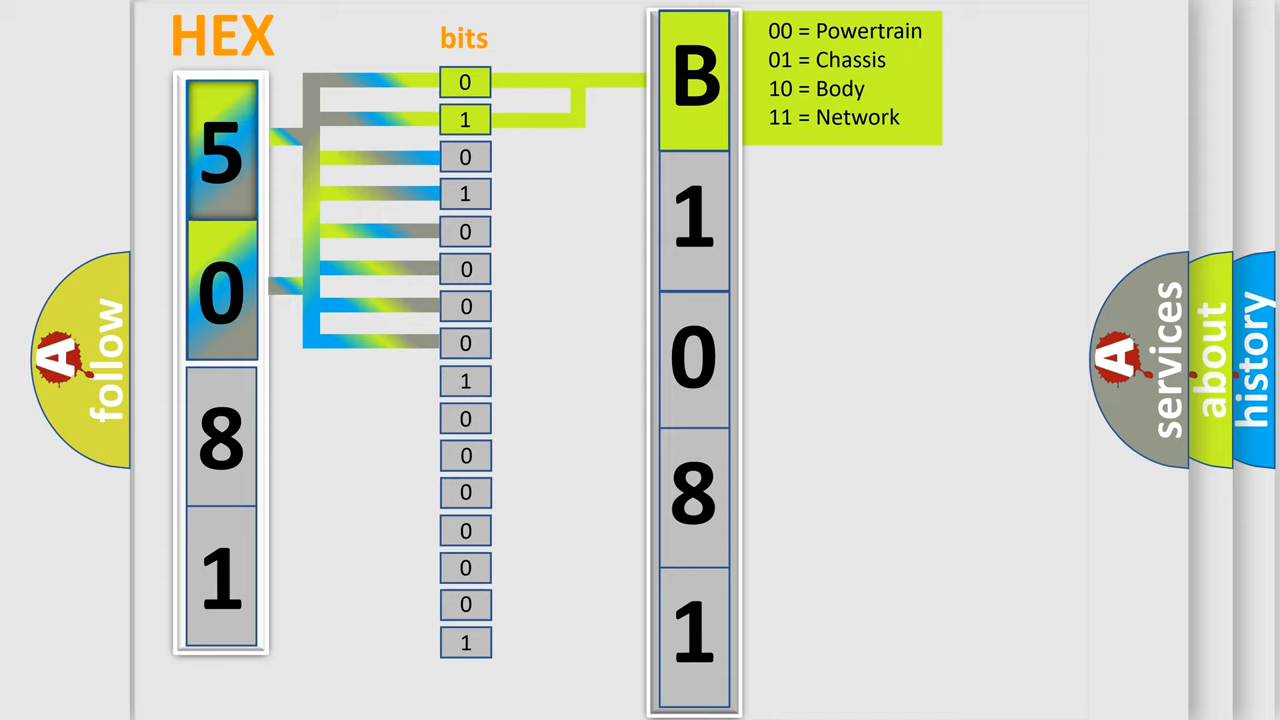 HEX
5
0
8
1
bits
0
1
0
1
0
0
0
0
1
0
0
0
0
0
0
1
B
1
0
8
1
00 = Powertrain
01 = Chassis
10 = Body
11 = Network
A
follow
A
services
about
history